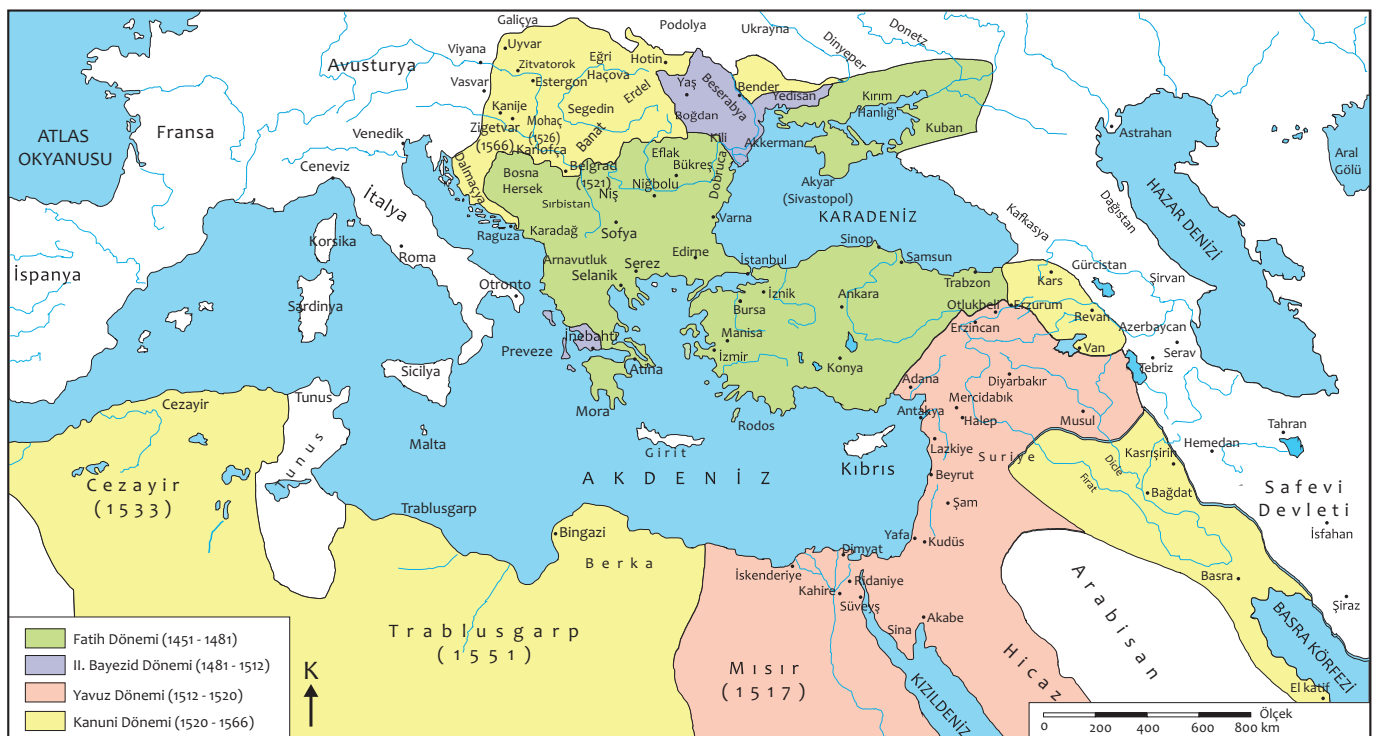 Galiçya
Podolya
Ukrayna
Donetz
Dinyeper
Viyana
Uyvar
Avusturya
Zitvatorok
Eğri
Hotin
Haçova
Vasvar
Estergon
Erdel
Yaş
Beserabya
Bender
Yedisan
Kırım
Hanlığı
Kuban
Kanije
Segedin
Mohaç
(1526)
Boğdan
Zigetvar
(1566)
Banat
Karlofça
Kili
Akkerman
Astrahan
ATLAS
OKYANUSU
Fransa
Venedik
Ceneviz
Dalmaçya
Belgrad
(1521)
Eflak
Bükreş
Dobruca
Bosna
Hersek
Niş
Niğbolu
Sırbistan
Akyar
(Sivastopol)
KARADENİZ
Aral
Gölü
HAZAR DENİZİ
Dağıstan
Kafkasya
İtalya
Korsika
Roma
Raguza
Karadağ
Sofya
Varna
Sinop
Samsun
Gürcistan
Şirvan
İspanya
Sardinya
Otronto
Arnavutluk
Selanik
Serez
Edirne
İstanbul
İznik
Bursa
Ankara
Trabzon
Kars
Otlukbeli
Erzurum
Erzincan
Revan
Azerbaycan
Serav
Tebriz
Van
İnebahtı
Preveze
Manisa
İzmir
Konya
Atina
Mora
Rodos
Sicilya
Malta
Girit
Kıbrıs
Adana
Diyarbakır
Mercidabık
Antakya
Halep
Musul
Tahran
Hemedan
Cezayir
Tunus
Tunus
Cezayir
(1533)
AKDENİZ
Lazkiye
Suriye
Beyrut
Şam
Dicle
Fırat
Kasrışirin
Bağdat
Safevi
Devleti
İsfahan
Trablusgarp
Bingazi
Berka
Yafa
Kudüs
Dimyat
İskenderiye
Ridaniye
Kahire
Süveyş
Akabe
Sina
Basra
Şiraz
Arabisan
BASRA KÖRFEZİ
El katif
Trablusgarp
(1551)
Mısır
(1517)
Hicaz
KIZILDENİZ
Fatih Dönemi (1451 - 1481)
II. Bayezid Dönemi (1481 - 1512)
Yavuz Dönemi (1512 - 1520)
Kanuni Dönemi (1520 - 1566)
K
Ölçek
0 200 400 600 800 km